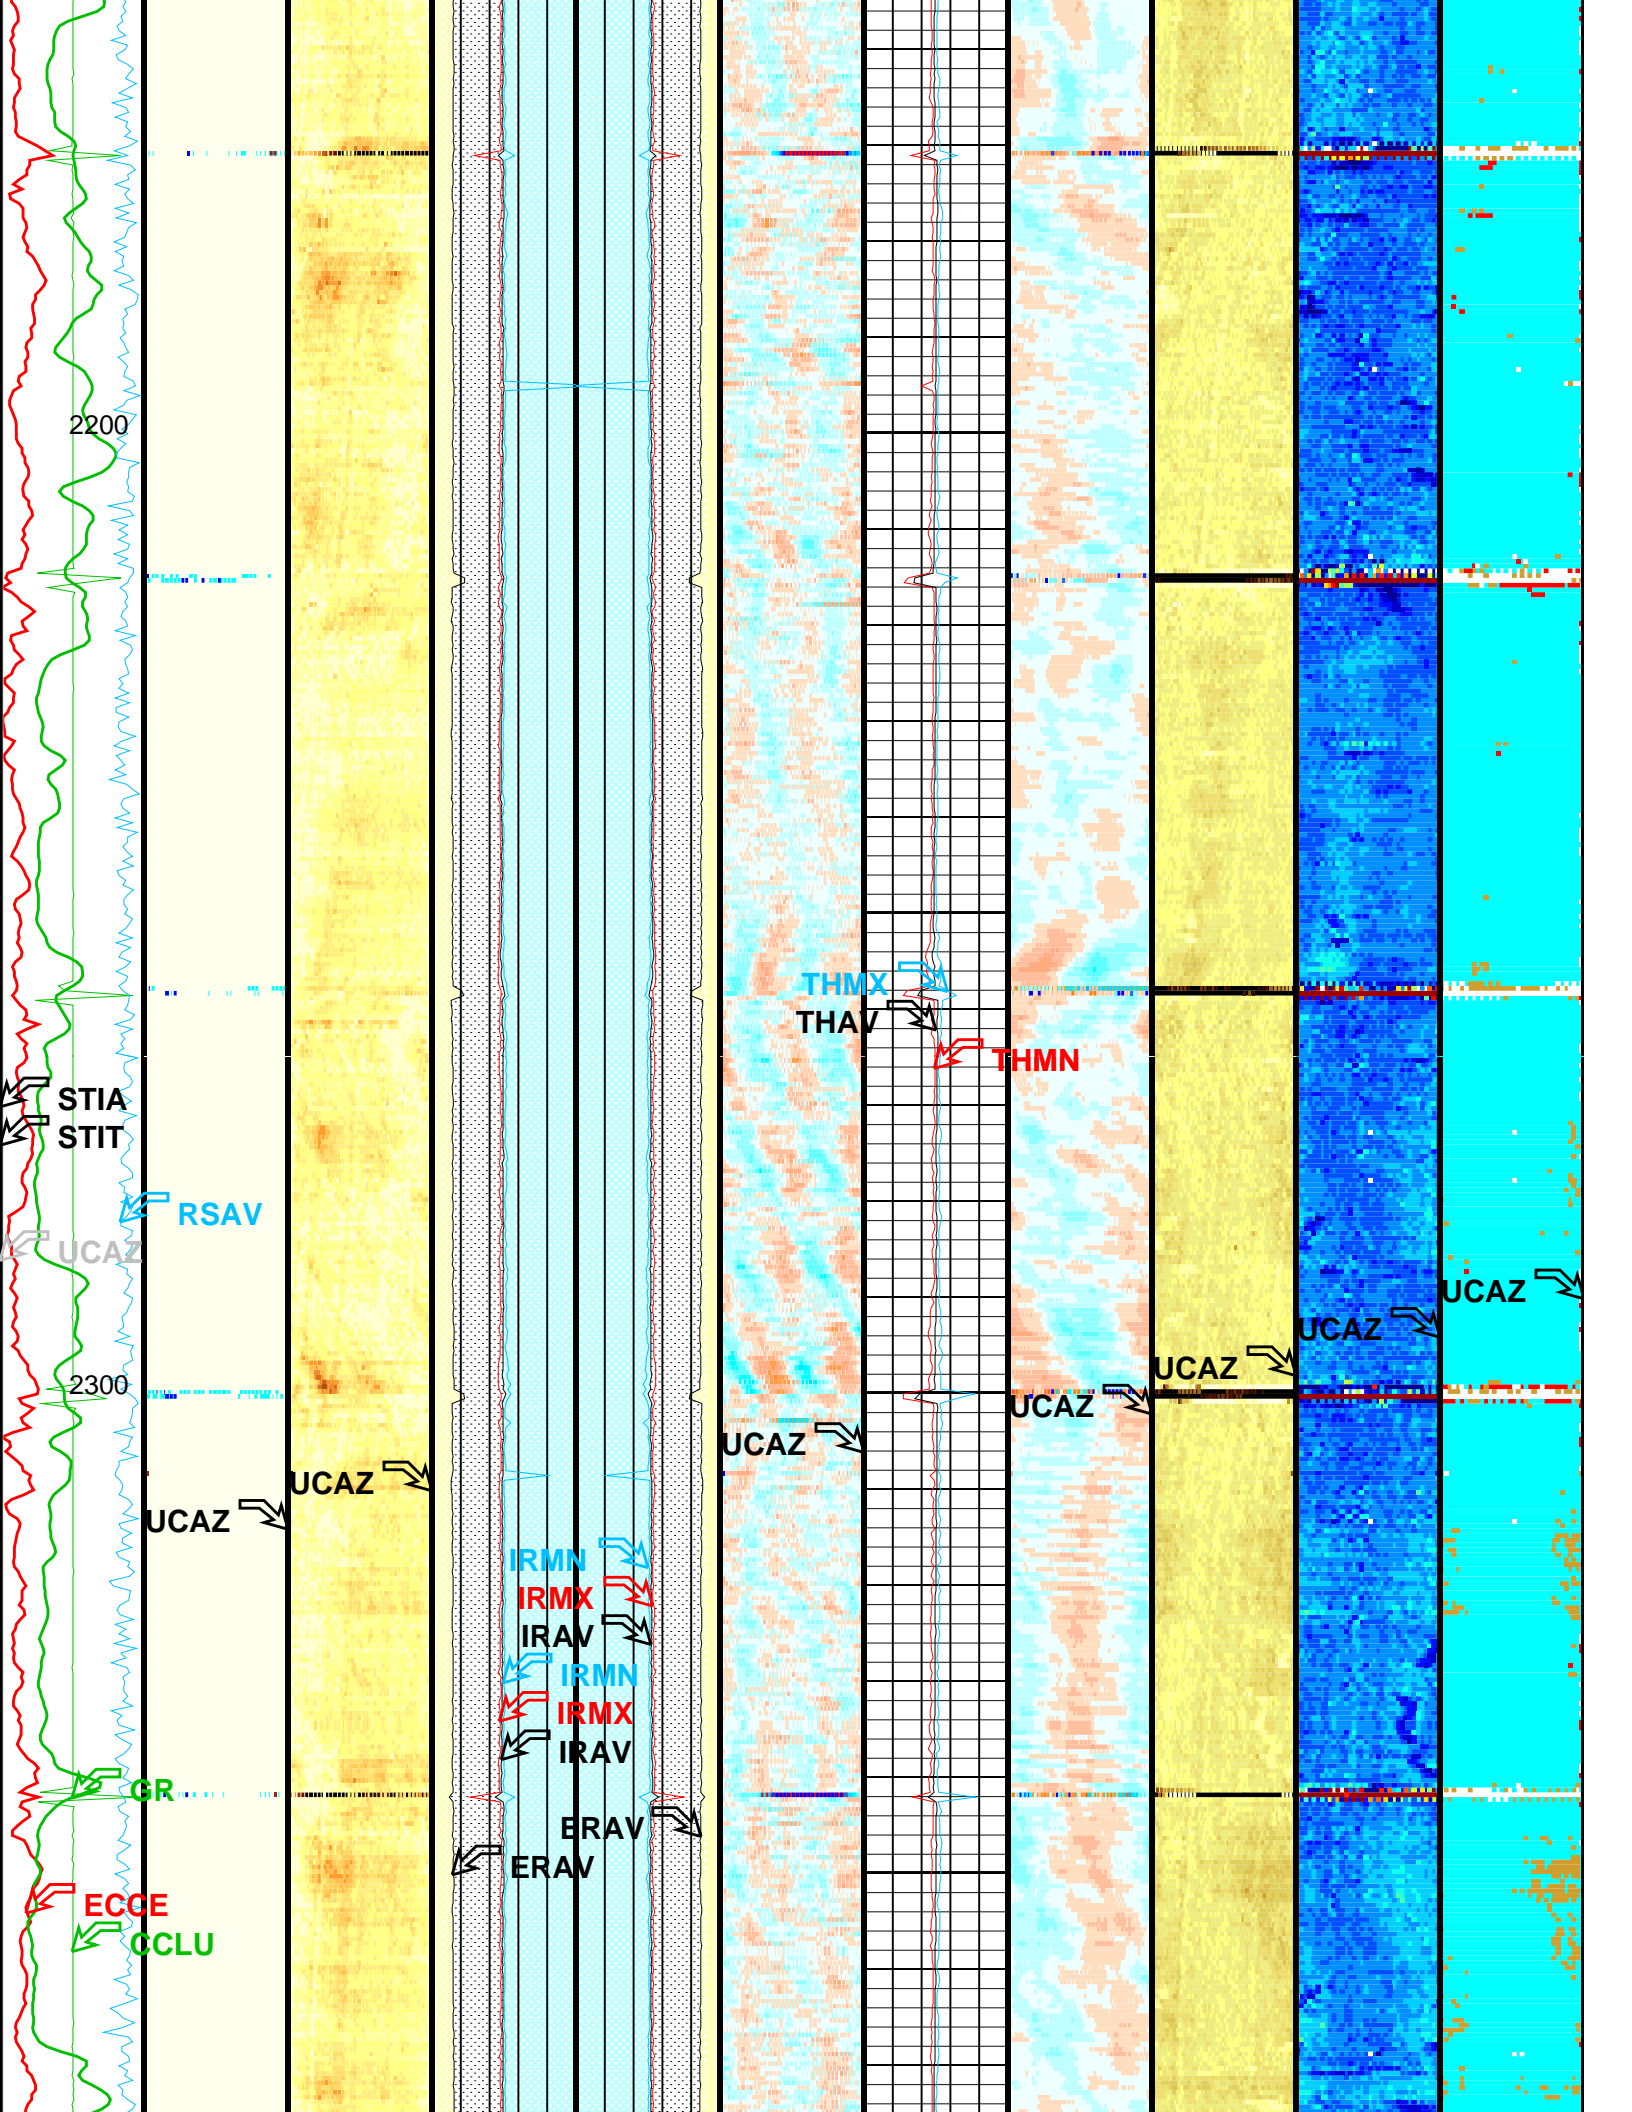 2200
THMX
THAV
THMN
STIA
STIT
RSAV
UCAZ
UCAZ
UCAZ
UCAZ
2300
UCAZ
UCAZ
UCAZ
UCAZ
IRMN
IRMX
IRAV
IRMN
IRMX
IRAV
GR
ERAV
ERAV
ECCE
CCLU